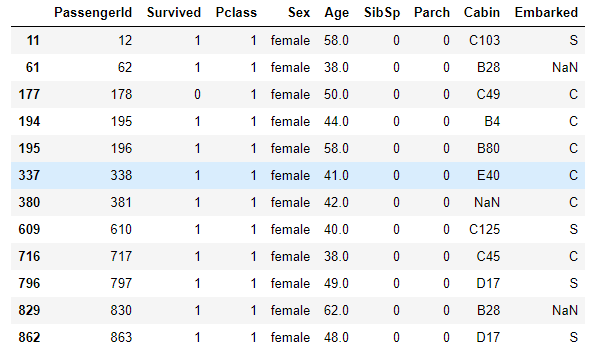 PassengerId Survived Pclass Sex Age SibSp Parch Cabin Embarked
11 12 1 1 female 58.0 0 0 C103 S
61 62 1 1 female 38.0 0 0 B28 NaN
177 178 0 1 female 50.0 0 0 C49 C
194 195 1 1 female 44.0 0 0 B4 C
195 196 1 1 female 58.0 0 0 B80 C
337 338 1 1 female 41.0 0 0 E40 C
380 381 1 1 female 42.0 0 0 NaN C
609 610 1 1 female 40.0 0 0 C125 S
716 717 1 1 female 38.0 0 0 C45 C
796 797 1 1 female 49.0 0 0 D17 S
829 830 1 1 female 62.0 0 0 B28 NaN
862 863 1 1 female 48.0 0 0 D17 S